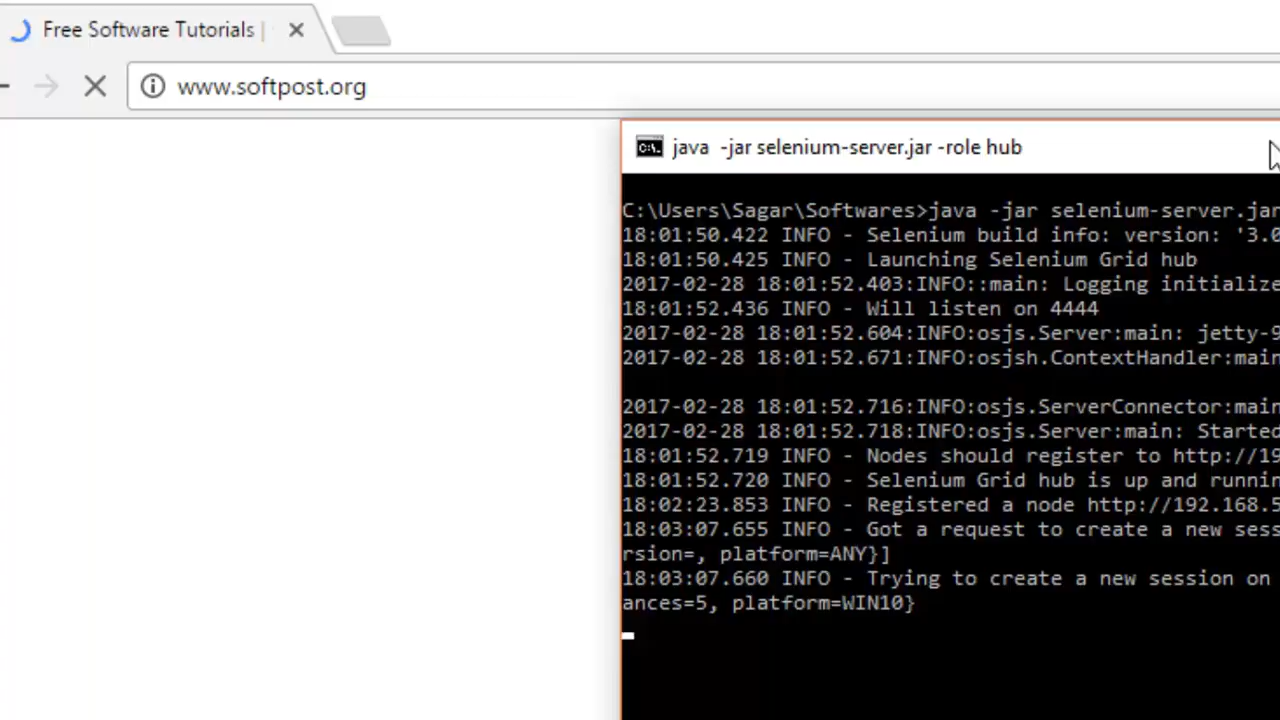 Free Software Tutorials |
www.softpost.org
java -jar selenium-server.jar -role hub
C:\Users\Sagar\Softwares>java -jar selenium-server.jar
18:01:50.422 INFO - Selenium build info: version: '3.0
18:01:50.425 INFO - Launching Selenium Grid hub
2017-02-28 18:01:52.403:INFO::main: Logging initialize
18:01:52.436 INFO - Will listen on 4444
2017-02-28 18:01:52.604:INFO:osjs.Server:main: jetty-9
2017-02-28 18:01:52.671:INFO:osjsh.ContextHandler:main
2017-02-28 18:01:52.716:INFO:osjs.ServerConnector:main
2017-02-28 18:01:52.718:INFO:osjs.Server:main: Started
18:01:52.719 INFO - Nodes should register to http://19
18:01:52.720 INFO - Selenium Grid hub is up and runnin
18:02:23.853 INFO - Registered a node http://192.168.5
18:03:07.655 INFO - Got a request to create a new sess
rsion=, platform=ANY}]
18:03:07.660 INFO - Trying to create a new session on
ances=5, platform=WIN10}